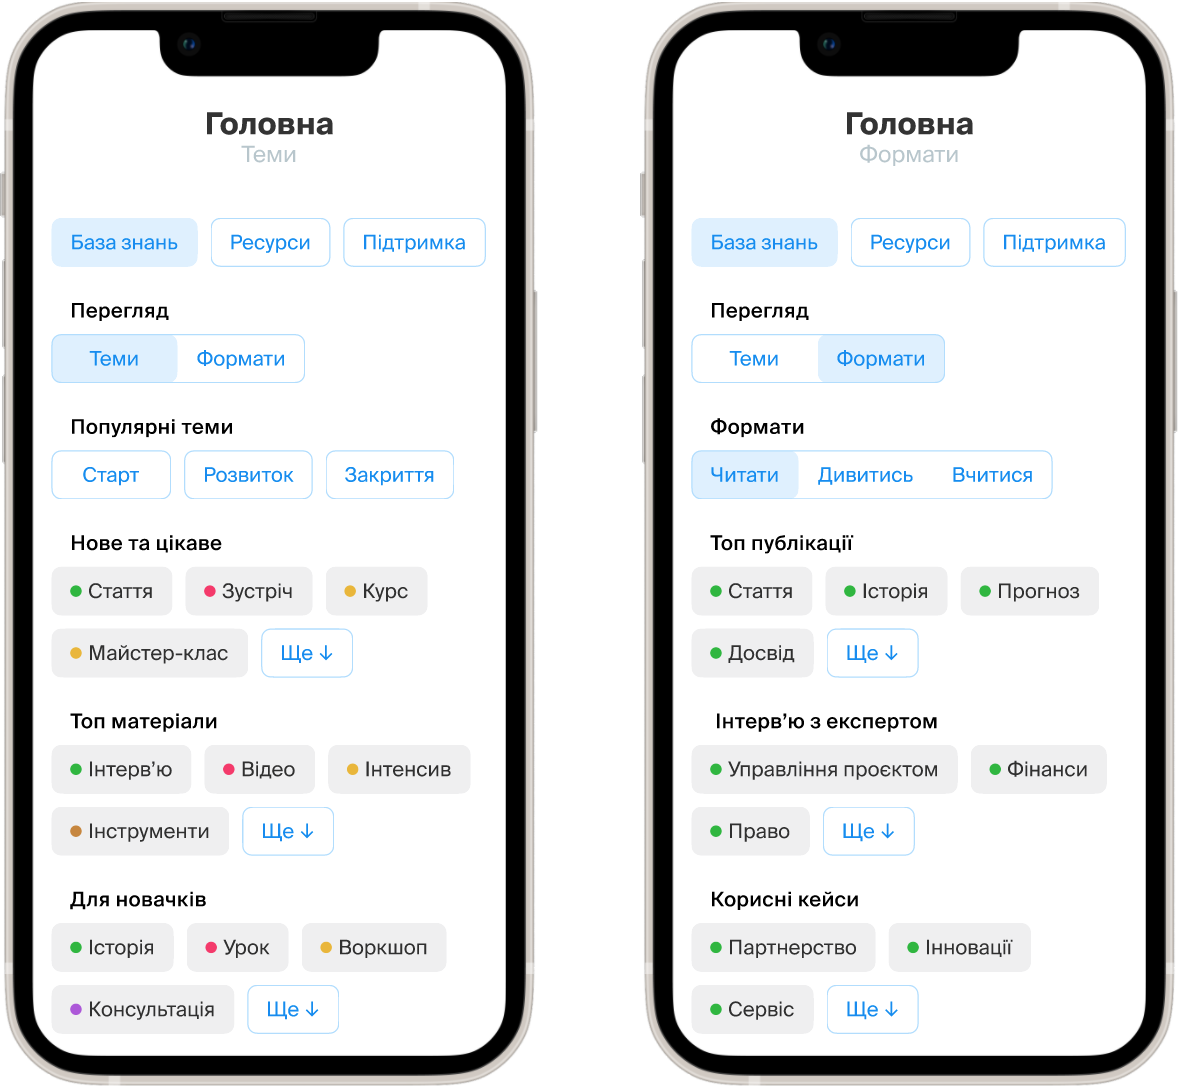 Головна
Теми
База знань Ресурси Підтримка
Перегляд
Теми Формати
Популярні теми
Старт Розвиток Закриття
Нове та цікаве
Стаття Зустріч Курс
Майстер-клас Ще ↓
Топ матеріали
Інтерв’ю Відео Інтенсив
Інструменти Ще ↓
Для новачків
Історія Урок Воркшоп
Консультація Ще ↓
Головна
Формати
База знань Ресурси Підтримка
Перегляд
Теми Формати
Формати
Читати Дивитись Вчитися
Топ публікації
Стаття Історія Прогноз
Досвід Ще ↓
Інтерв’ю з експертом
Управління проєктом Фінанси
Право Ще ↓
Корисні кейси
Партнерство Інновації
Сервіс Ще ↓